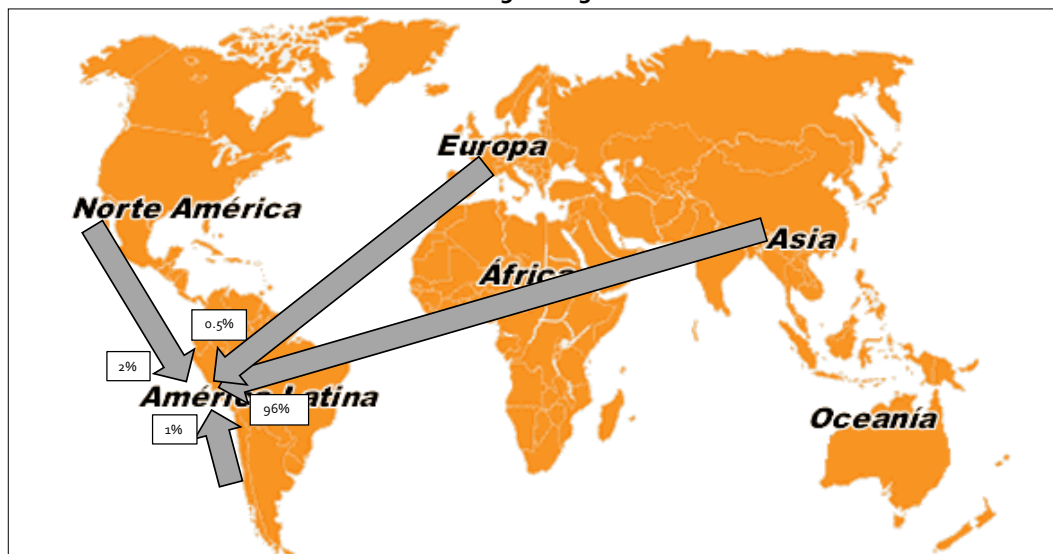 Europa
Norte América
Asia
África
0.5%
2%
América Latina
96%
1%
Oceanía